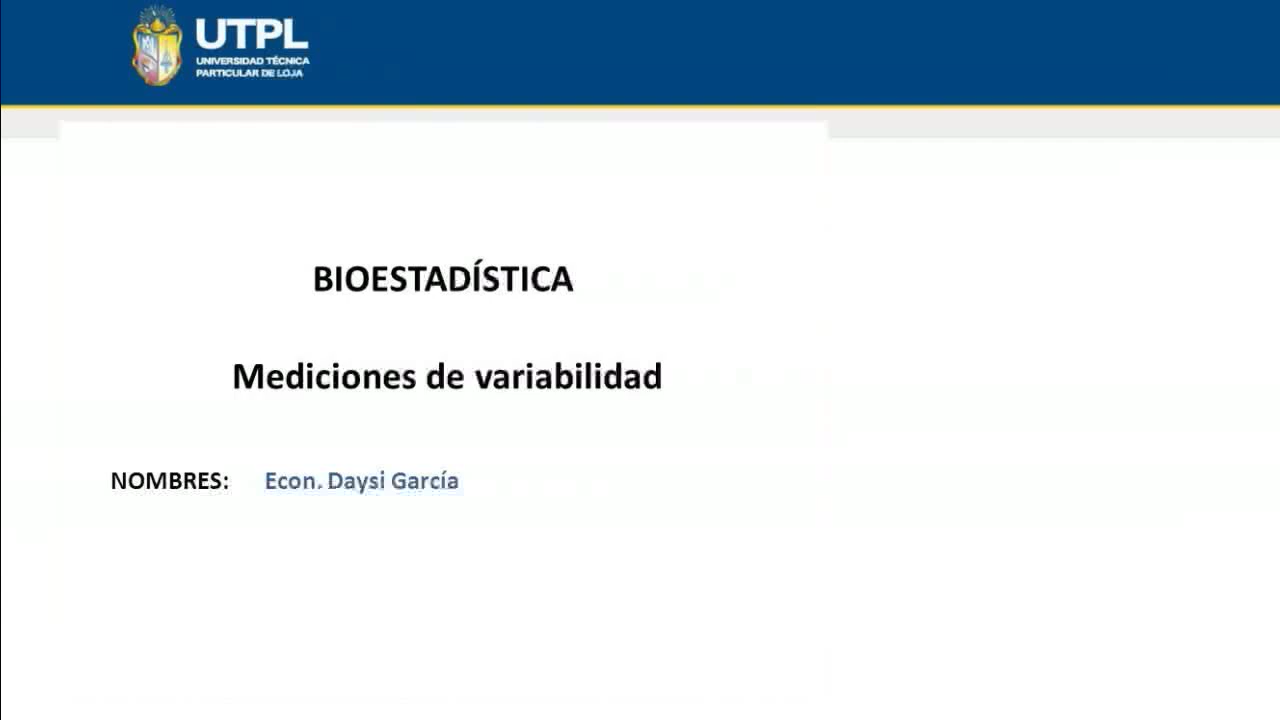 UTPL
UNIVERSIDAD TÉCNICA
PARTICULAR DE LOJA
BIOESTADÍSTICA
Mediciones de variabilidad
NOMBRES: Econ. Daysi García